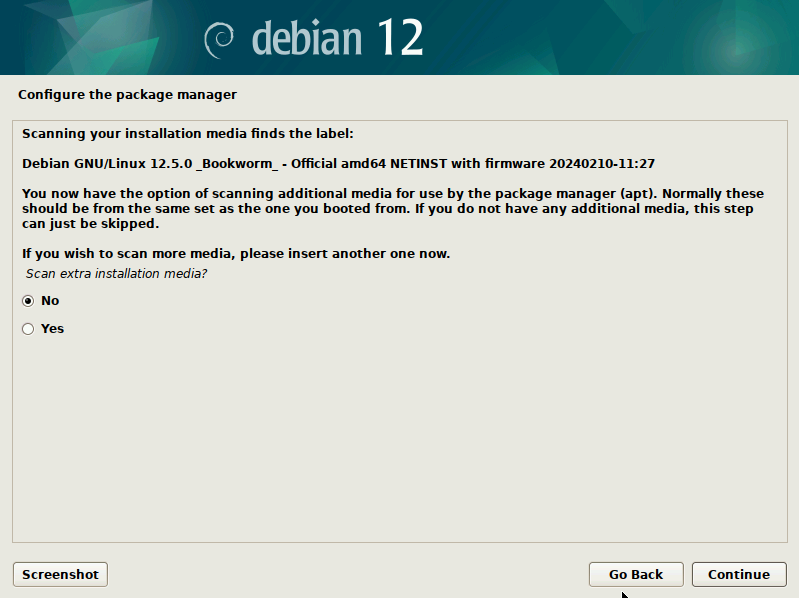 debian 12
Configure the package manager
Scanning your installation media finds the label:
Debian GNU/Linux 12.5.0 _Bookworm_ - Official amd64 NETINST with firmware 20240210-11:27
You now have the option of scanning additional media for use by the package manager (apt). Normally these
should be from the same set as the one you booted from. If you do not have any additional media, this step
can just be skipped.
If you wish to scan more media, please insert another one now.
Scan extra installation media?
No
Yes
Screenshot Go Back Continue